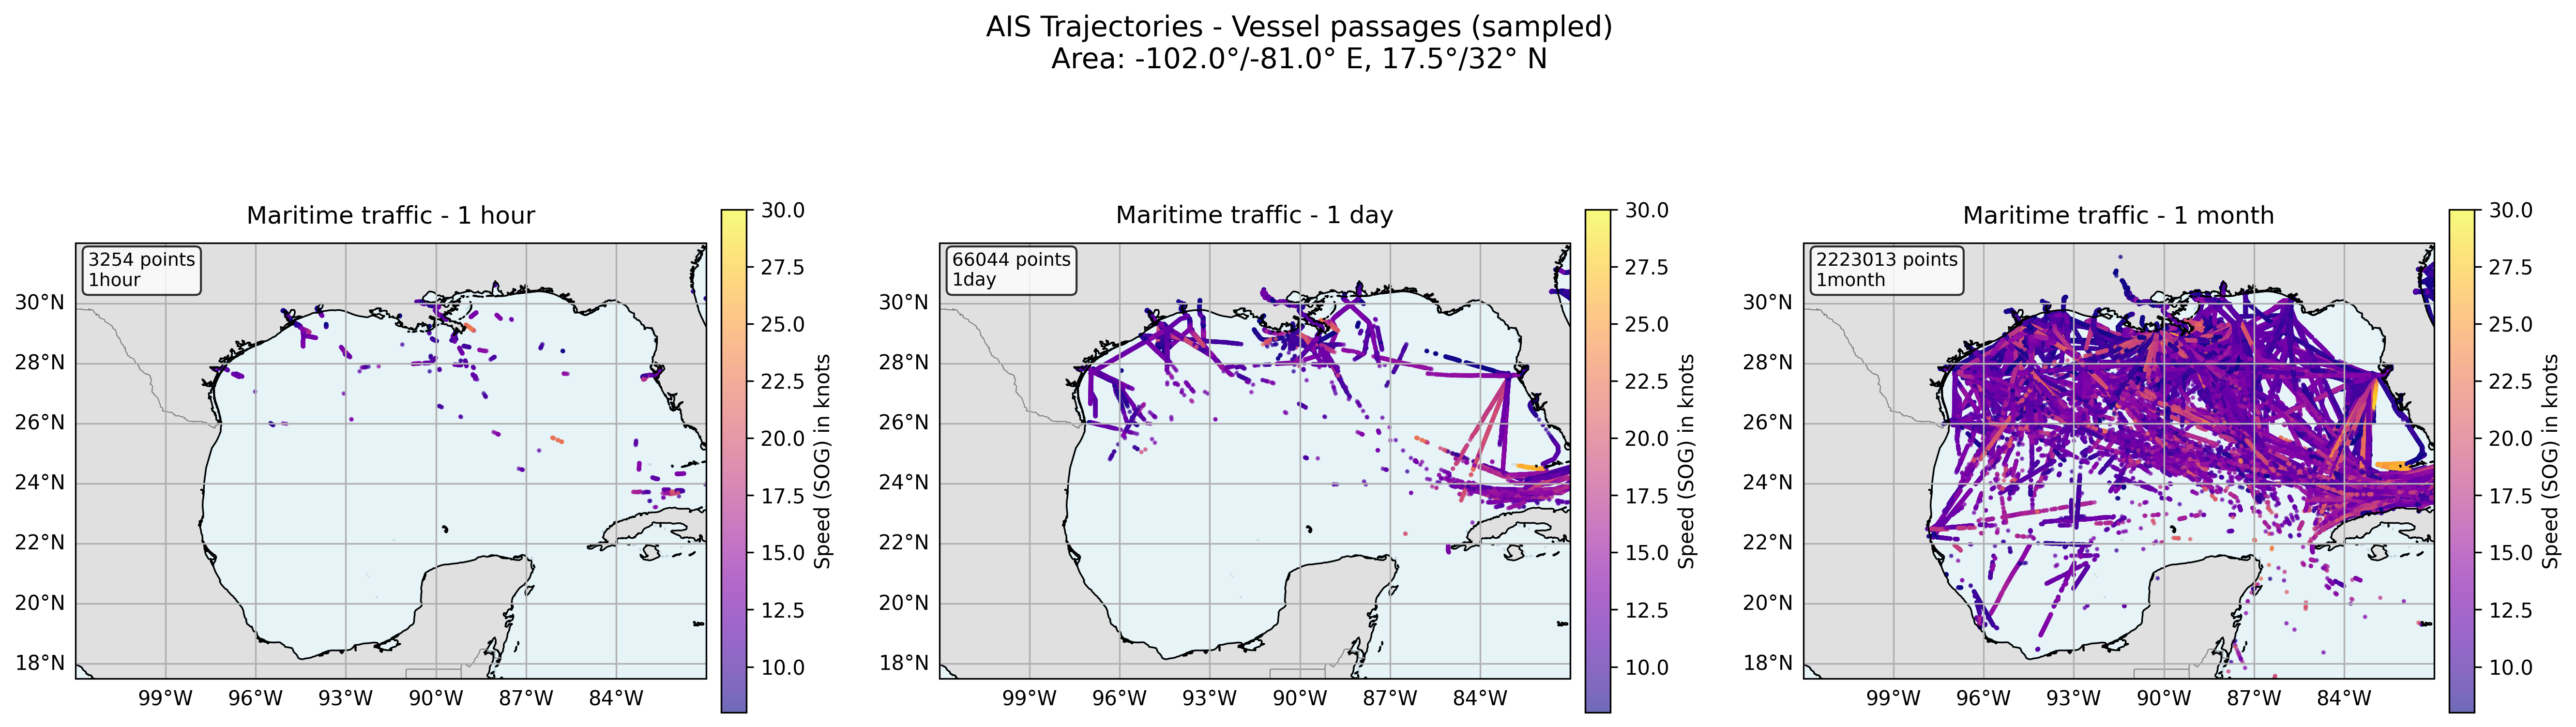 AIS Trajectories - Vessel passages (sampled)
Area: -102.0°/-81.0° E, 17.5°/32° N
Maritime traffic - 1 hour
3254 points
1hour
30°N
28°N
26°N
24°N
22°N
20°N
18°N
99°W 96°W 93°W 90°W 87°W 84°W
30.0
27.5
25.0
22.5
20.0
17.5
15.0
12.5
10.0
Speed (SOG) in knots
Maritime traffic - 1 day
66044 points
1day
30°N
28°N
26°N
24°N
22°N
20°N
18°N
99°W 96°W 93°W 90°W 87°W 84°W
30.0
27.5
25.0
22.5
20.0
17.5
15.0
12.5
10.0
Speed (SOG) in knots
Maritime traffic - 1 month
2223013 points
1month
30°N
28°N
26°N
24°N
22°N
20°N
18°N
99°W 96°W 93°W 90°W 87°W 84°W
30.0
27.5
25.0
22.5
20.0
17.5
15.0
12.5
10.0
Speed (SOG) in knots